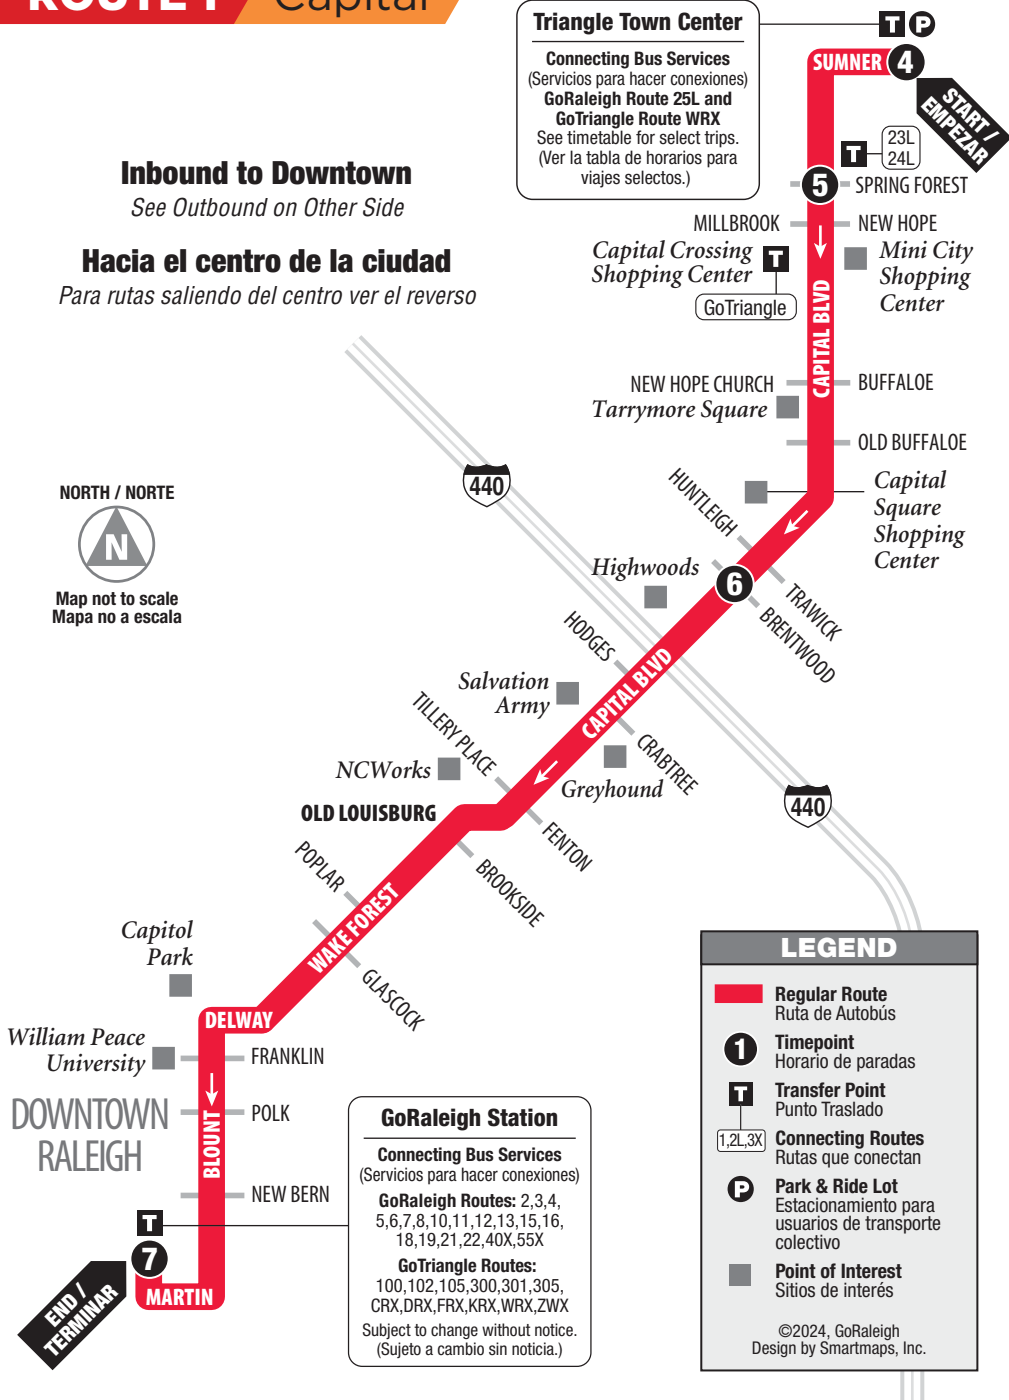 ROUTE 1 Capital
Triangle Town Center
Connecting Bus Services
(Servicios para hacer conexiones)
GoRaleigh Route 25L and
GoTriangle Route WRX
See timetable for select trips.
(Ver la tabla de horarios para
viajes selectos.)
T P
SUMNER 4
START /
EMPEZAR
T
23L
24L
5 SPRING FOREST
Inbound to Downtown
See Outbound on Other Side
Hacia el centro de la ciudad
Para rutas saliendo del centro ver el reverso
MILLBROOK
NEW HOPE
Capital Crossing
Shopping Center
T
GoTriangle
Mini City
Shopping
Center
CAPITAL BLVD
NEW HOPE CHURCH
BUFFALOE
Tarrymore Square
OLD BUFFALOE
440
HUNTLEIGH
Capital
Square
Shopping
Center
NORTH / NORTE
N
Map not to scale
Mapa no a escala
Highwoods
6
TRAWICK
BRENTWOOD
HODGES
CAPITAL BLVD
Salvation
Army
CRABTREE
TILLERY PLACE
NCWorks
Greyhound
440
OLD LOUISBURG
FENTON
BROOKSIDE
POPLAR
WAKE FOREST
GLASCOCK
Capitol
Park
DELWAY
William Peace
University
FRANKLIN
DOWNTOWN
RALEIGH
POLK
BLOUNT
NEW BERN
T
7
MARTIN
END /
TERMINAR
GoRaleigh Station
Connecting Bus Services
(Servicios para hacer conexiones)
GoRaleigh Routes: 2,3,4,
5,6,7,8,10,11,12,13,15,16,
18,19,21,22,40X,55X
GoTriangle Routes:
100,102,105,300,301,305,
CRX,DRX,FRX,KRX,WRX,ZWX
Subject to change without notice.
(Sujeto a cambio sin noticia.)
LEGEND
Regular Route
Ruta de Autobús
1 Timepoint
Horario de paradas
T Transfer Point
Punto Traslado
1,2L,3X Connecting Routes
Rutas que conectan
P Park & Ride Lot
Estacionamiento para
usuarios de transporte
colectivo
Point of Interest
Sitios de interés
©2024, GoRaleigh
Design by Smartmaps, Inc.